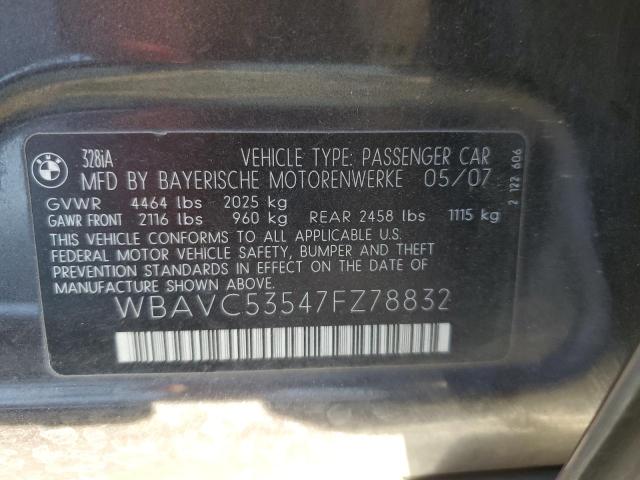 BMW
328iA VEHICLE TYPE: PASSENGER CAR
MFD BY BAYERISCHE MOTORENWERKE 05/07
GVWR 4464 lbs 2025 kg
GAWR FRONT 2116 lbs 960 kg REAR 2458 lbs 1115 kg
THIS VEHICLE CONFORMS TO ALL APPLICABLE U.S.
FEDERAL MOTOR VEHICLE SAFETY, BUMPER AND THEFT
PREVENTION STANDARDS IN EFFECT ON THE DATE OF
MANUFACTURE SHOWN ABOVE.
WBAVC53547FZ78832
2 122 606